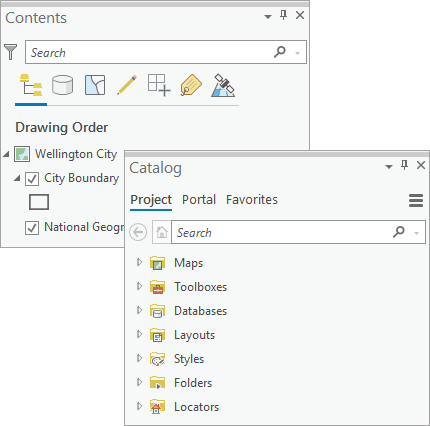 Contents
Search
Drawing Order
Wellington City
City Boundary
National Geogr
Catalog
Project Portal Favorites
Search
Maps
Toolboxes
Databases
Layouts
Styles
Folders
Locators